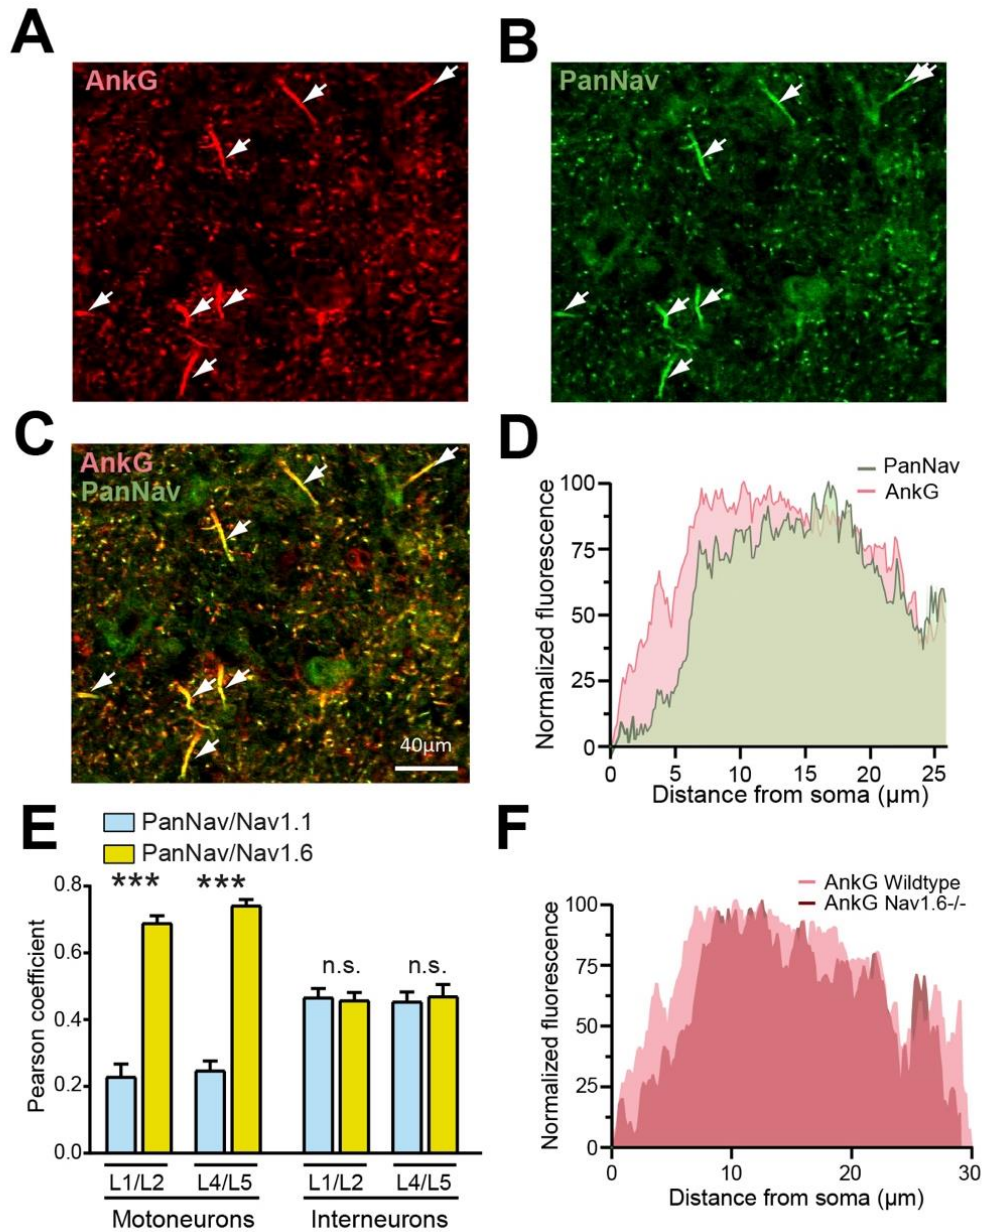 A
AnkG
B
PanNav
C
AnkG
PanNav
40µm
D
PanNav
AnkG
Normalized fluorescence
100
75
50
25
0
0 5 10 15 20 25
Distance from soma (µm)
E
PanNav/Nav1.1
PanNav/Nav1.6
Pearson coefficient
0.8
0.6
0.4
0.2
0.0
*** ***
n.s. n.s.
L1/L2 L4/L5 L1/L2 L4/L5
Motoneurons Interneurons
F
AnkG Wildtype
AnkG Nav1.6-/-
Normalized fluorescence
100
75
50
25
0
0 10 20 30
Distance from soma (µm)